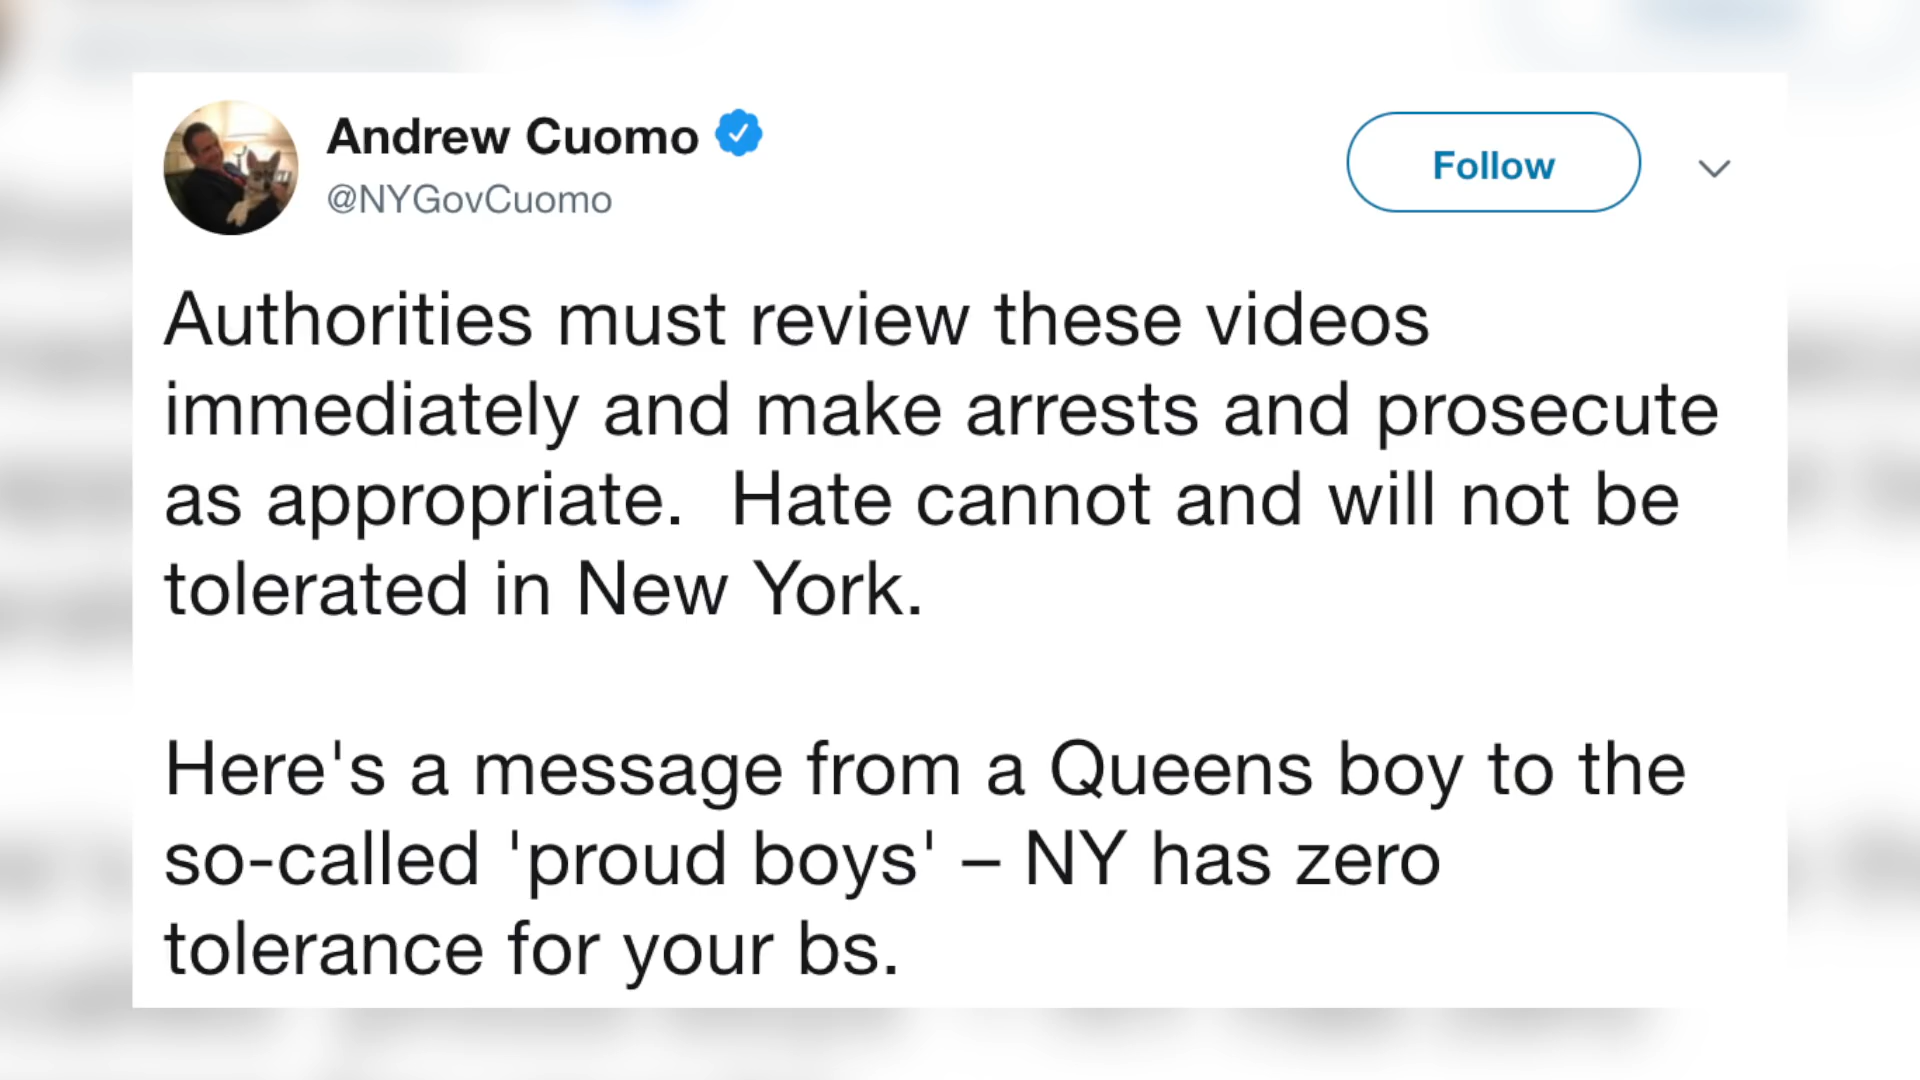 Andrew Cuomo
@NYGovCuomo
Follow
Authorities must review these videos
immediately and make arrests and prosecute
as appropriate.  Hate cannot and will not be
tolerated in New York.
Here's a message from a Queens boy to the
so-called 'proud boys' – NY has zero
tolerance for your bs.